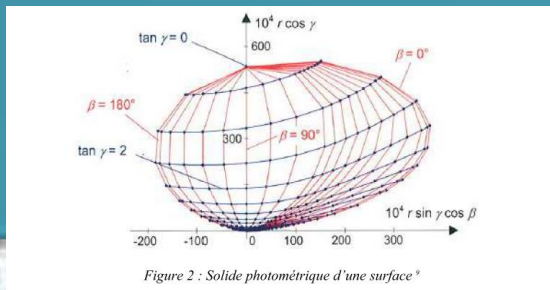 10⁴ r cos γ
tan γ = 0
600
β = 0°
β = 180°
300
β = 90°
tan γ = 2
10⁴ r sin γ cos β
-200 -100 0 100 200 300
Figure 2 : Solide photométrique d'une surface ⁹